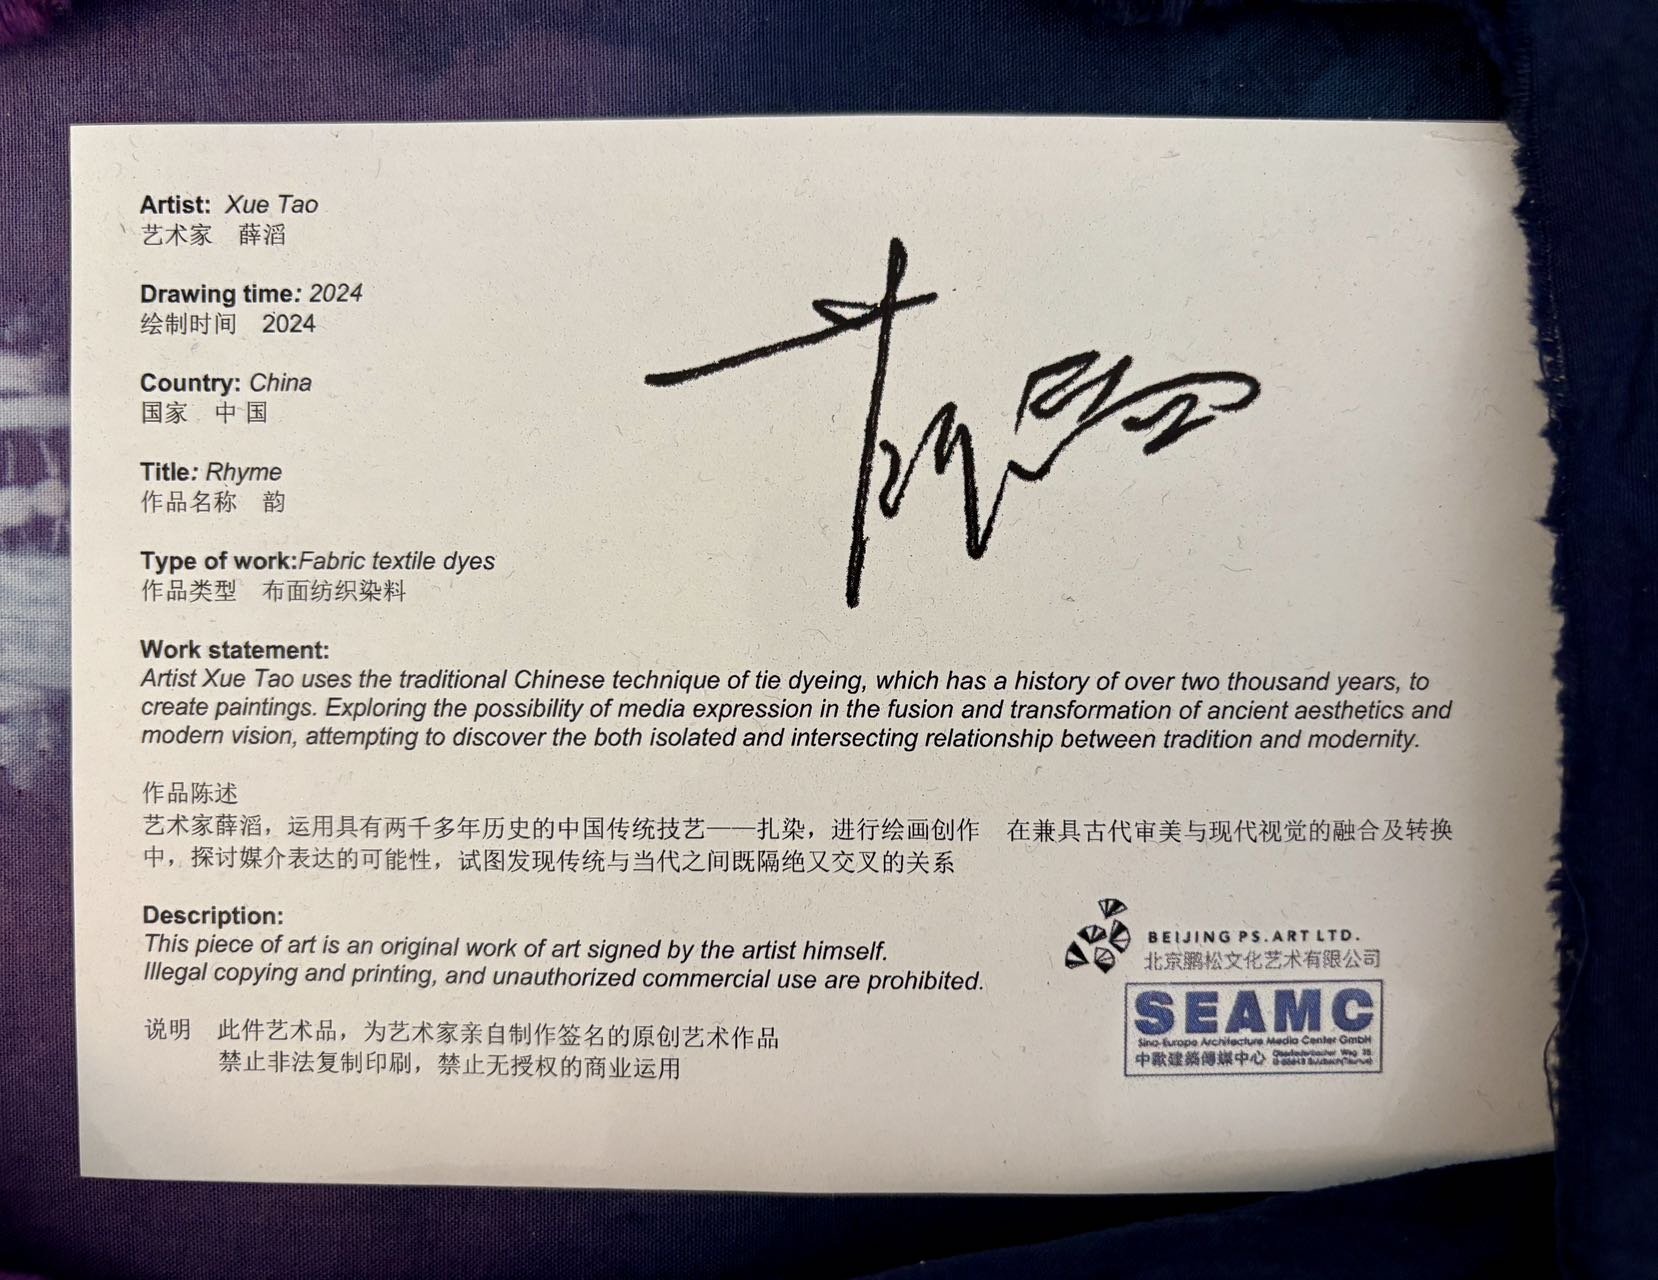 Artist: Xue Tao
艺术家 薛滔
Drawing time: 2024
绘制时间 2024
Country: China
国家 中国
Title: Rhyme
作品名称 韵
Type of work:Fabric textile dyes
作品类型 布面纺织染料
Work statement:
Artist Xue Tao uses the traditional Chinese technique of tie dyeing, which has a history of over two thousand years, to
create paintings. Exploring the possibility of media expression in the fusion and transformation of ancient aesthetics and
modern vision, attempting to discover the both isolated and intersecting relationship between tradition and modernity.
作品陈述
艺术家薛滔，运用具有两千多年历史的中国传统技艺——扎染，进行绘画创作 在兼具古代审美与现代视觉的融合及转换
中，探讨媒介表达的可能性，试图发现传统与当代之间既隔绝又交叉的关系
Description:
This piece of art is an original work of art signed by the artist himself.
Illegal copying and printing, and unauthorized commercial use are prohibited.
说明 此件艺术品，为艺术家亲自制作签名的原创艺术作品
禁止非法复制印刷，禁止无授权的商业运用
BEIJING PS.ART LTD.
北京鹏松文化艺术有限公司
SEAMC
Sino-Europe Architecture Media Center GmbH
中歐建築傳媒中心